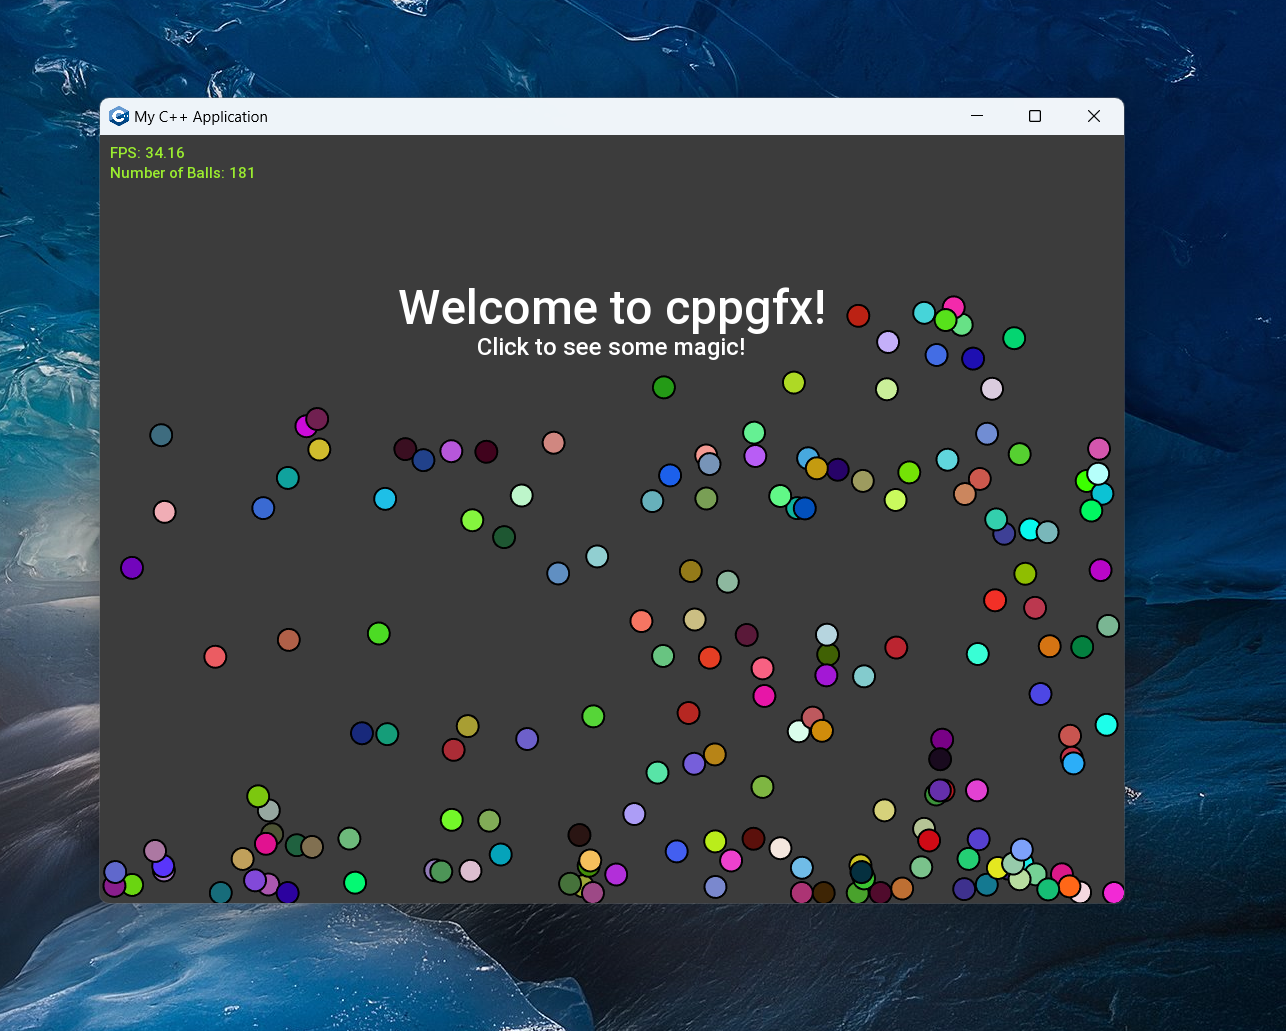 My C++ Application
FPS: 34.16
Number of Balls: 181
Welcome to cppgfx!
Click to see some magic!